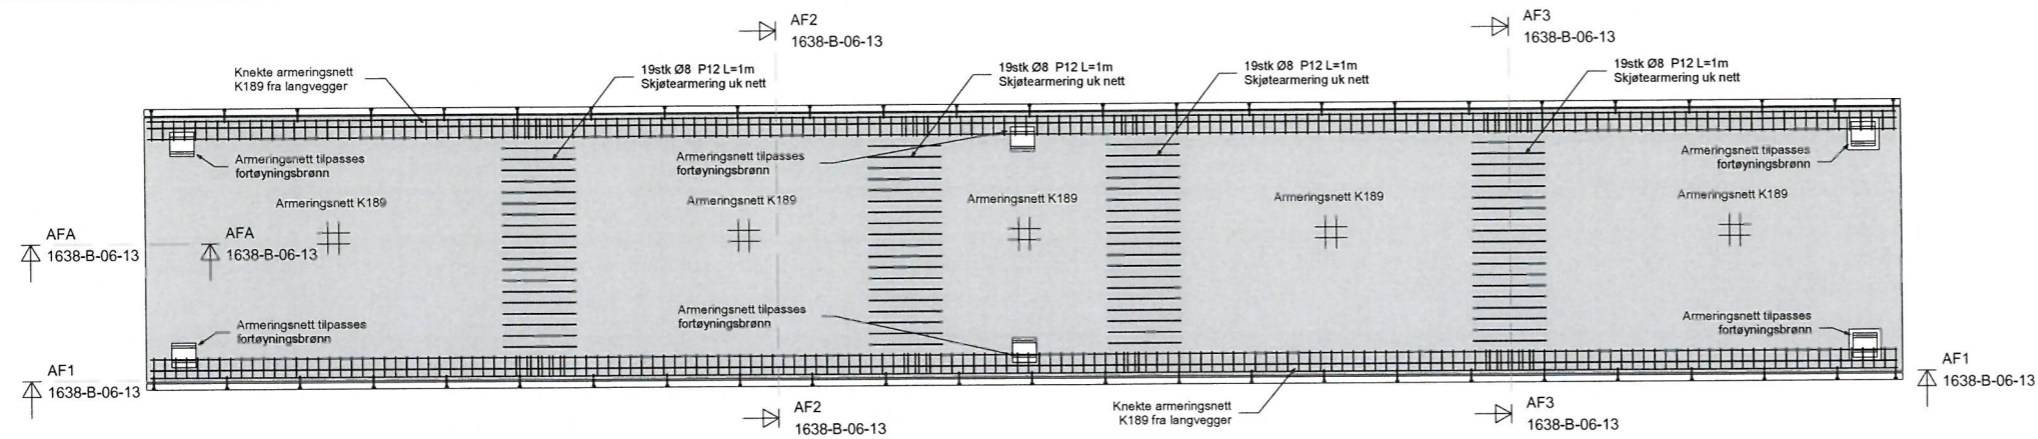 AF2
1638-B-06-13
AF3
1638-B-06-13
Knekte armeringsnett
K189 fra langvegger
19stk Ø8 P12 L=1m
Skjøtearmering uk nett
19stk Ø8 P12 L=1m
Skjøtearmering uk nett
19stk Ø8 P12 L=1m
Skjøtearmering uk nett
19stk Ø8 P12 L=1m
Skjøtearmering uk nett
Armeringsnett tilpasses
fortøyningsbrønn
Armeringsnett tilpasses
fortøyningsbrønn
Armeringsnett tilpasses
fortøyningsbrønn
Armeringsnett K189
Armeringsnett K189
Armeringsnett K189
Armeringsnett K189
Armeringsnett K189
AFA
1638-B-06-13
AFA
1638-B-06-13
Armeringsnett tilpasses
fortøyningsbrønn
Armeringsnett tilpasses
fortøyningsbrønn
Armeringsnett tilpasses
fortøyningsbrønn
AF1
1638-B-06-13
AF1
1638-B-06-13
AF2
1638-B-06-13
Knekte armeringsnett
K189 fra langvegger
AF3
1638-B-06-13